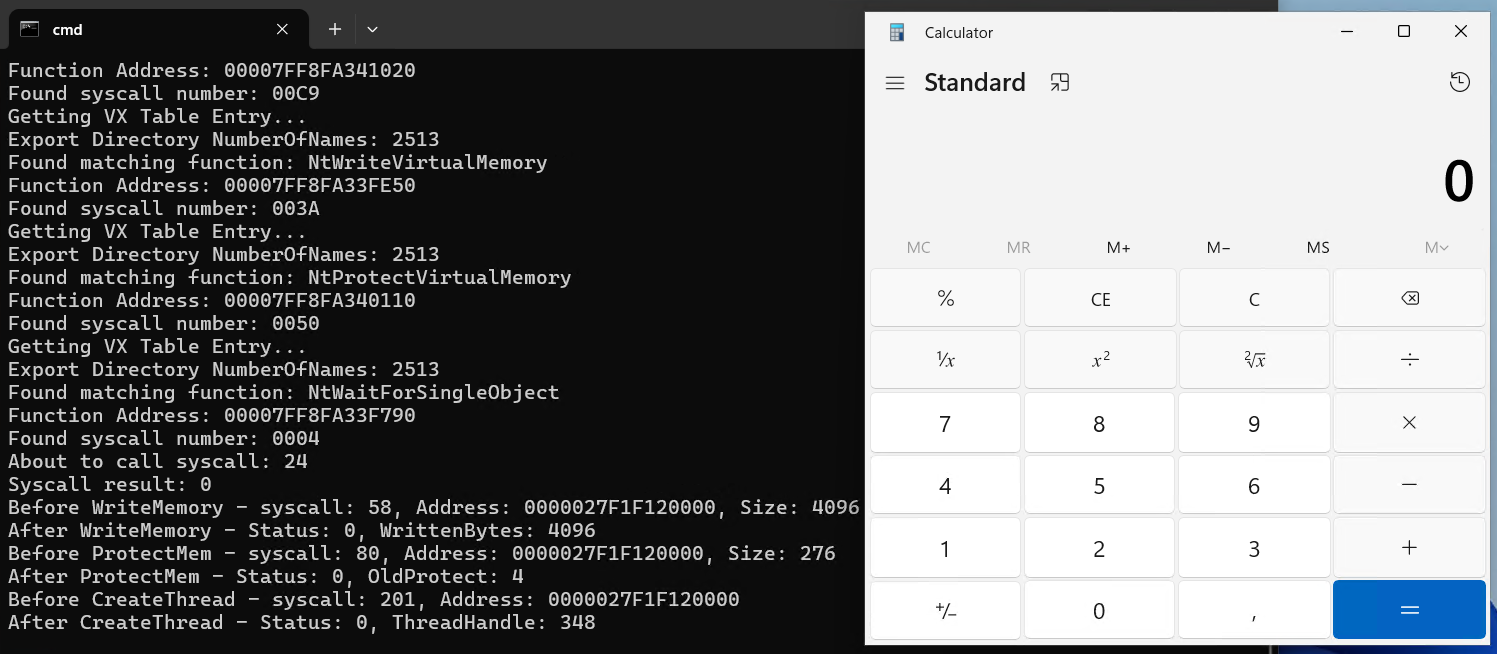 cmd
Function Address: 00007FF8FA341020
Found syscall number: 00C9
Getting VX Table Entry...
Export Directory NumberOfNames: 2513
Found matching function: NtWriteVirtualMemory
Function Address: 00007FF8FA33FE50
Found syscall number: 003A
Getting VX Table Entry...
Export Directory NumberOfNames: 2513
Found matching function: NtProtectVirtualMemory
Function Address: 00007FF8FA340110
Found syscall number: 0050
Getting VX Table Entry...
Export Directory NumberOfNames: 2513
Found matching function: NtWaitForSingleObject
Function Address: 00007FF8FA33F790
Found syscall number: 0004
About to call syscall: 24
Syscall result: 0
Before WriteMemory - syscall: 58, Address: 0000027F1F120000, Size: 4096
After WriteMemory - Status: 0, WrittenBytes: 4096
Before ProtectMem - syscall: 80, Address: 0000027F1F120000, Size: 276
After ProtectMem - Status: 0, OldProtect: 4
Before CreateThread - syscall: 201, Address: 0000027F1F120000
After CreateThread - Status: 0, ThreadHandle: 348
Calculator
Standard
0
MC MR M+ M− MS M˅
% CE C
¹/x x² ²√x ÷
7 8 9 ×
4 5 6 −
1 2 3 +
+/− 0 , =